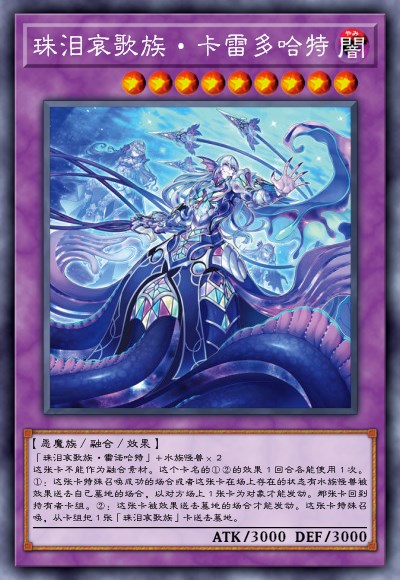 珠泪哀歌族・卡雷多哈特
闇
やみ
【恶魔族／融合／效果】
「珠泪哀歌族・雷诺哈特」＋水族怪兽×2
这张卡不能作为融合素材。这个卡名的①②的效果1回合各能使用1次。
①：这张卡特殊召唤成功的场合或者这张卡在场上存在的状态有水族怪兽被
效果送去自己墓地的场合，以对方场上1张卡为对象才能发动。那张卡回到
持有者卡组。②：这张卡被效果送去墓地的场合才能发动。这张卡特殊召
唤，从卡组把1张「珠泪哀歌族」卡送去墓地。
ATK/3000 DEF/3000